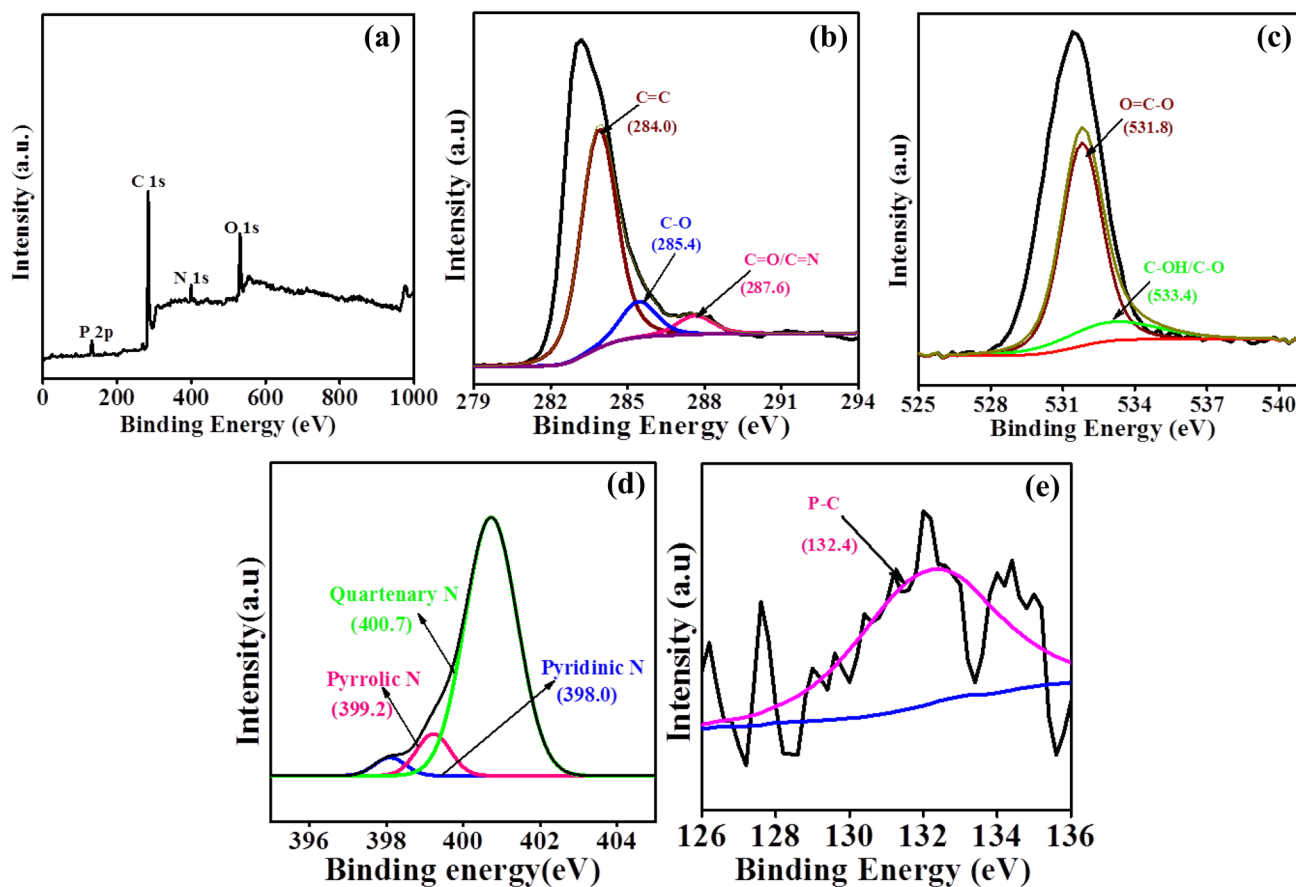 (a)
Intensity (a.u.)
C 1s
O 1s
N 1s
P 2p
0 200 400 600 800 1000
Binding Energy (eV)
(b)
Intensity (a.u)
C=C
(284.0)
C-O
(285.4)
C=O/C=N
(287.6)
279 282 285 288 291 294
Binding Energy (eV)
(c)
Intensity (a.u)
O=C-O
(531.8)
C-OH/C-O
(533.4)
525 528 531 534 537 540
Binding Energy (eV)
(d)
Intensity(a.u)
Quartenary N
(400.7)
Pyrrolic N
(399.2)
Pyridinic N
(398.0)
396 398 400 402 404
Binding energy(eV)
(e)
Intensity (a.u)
P-C
(132.4)
126 128 130 132 134 136
Binding Energy (eV)